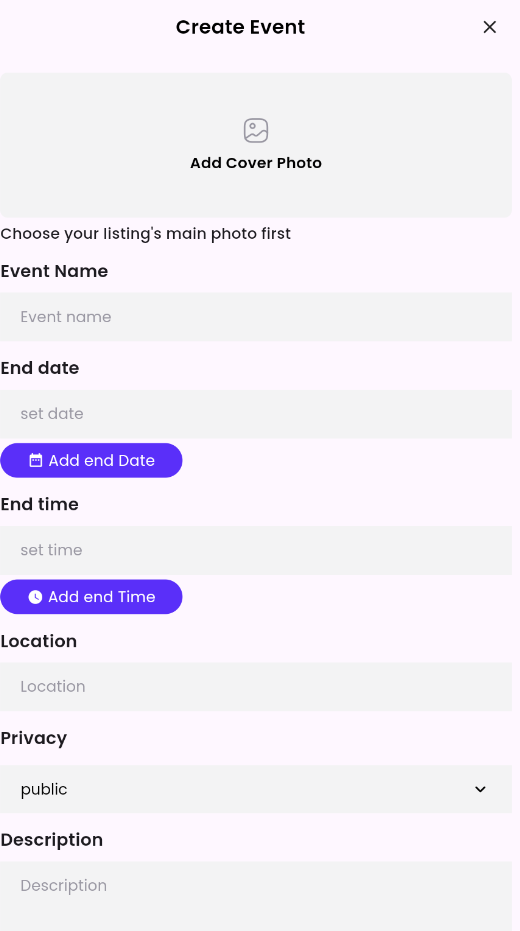 Create Event
Add Cover Photo
Choose your listing's main photo first
Event Name
Event name
End date
set date
Add end Date
End time
set time
Add end Time
Location
Location
Privacy
public
Description
Description